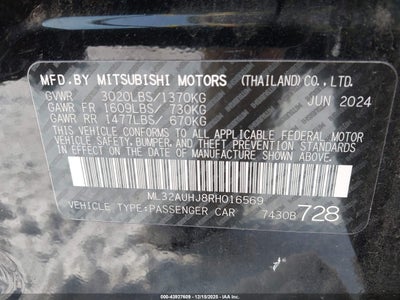 MFD.BY MITSUBISHI MOTORS (THAILAND)CO.,LTD.
GVWR 3020LBS/1370KG JUN 2024
GAWR FR 1609LBS/ 730KG
GAWR RR 1477LBS/ 670KG
THIS VEHICLE CONFORMS TO ALL APPLICABLE FEDERAL MOTOR
VEHICLE SAFETY, BUMPER, AND THEFT PREVENTION
STANDARDS IN EFFECT ON THE DATE OF MANUFACTURE
SHOWN ABOVE.
ML32AUHJ8RH016569
VEHICLE TYPE:PASSENGER CAR 7430B 728
000-43927609 - 12/15/2025 - iaai.com